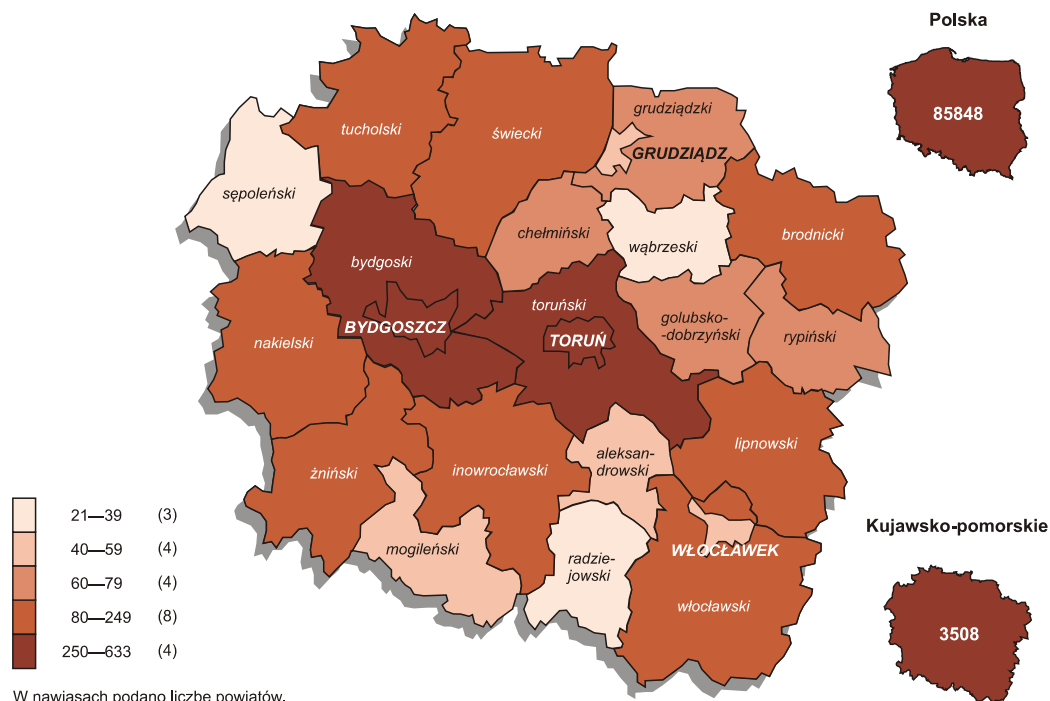 Polska
85848
grudziądzki
tucholski
świecki
GRUDZIĄDZ
sępoleński
chełmiński
wąbrzeski
brodnicki
bydgoski
toruński
golubsko-
-dobrzyński
BYDGOSZCZ
TORUŃ
nakielski
rypiński
lipnowski
aleksan-
drowski
żniński
inowrocławski
21—39 (3)
40—59 (4)
60—79 (4)
80—249 (8)
250—633 (4)
mogileński
radzie-
jowski
WŁOCŁAWEK
włocławski
Kujawsko-pomorskie
3508
W nawiasach podano liczbę powiatów.